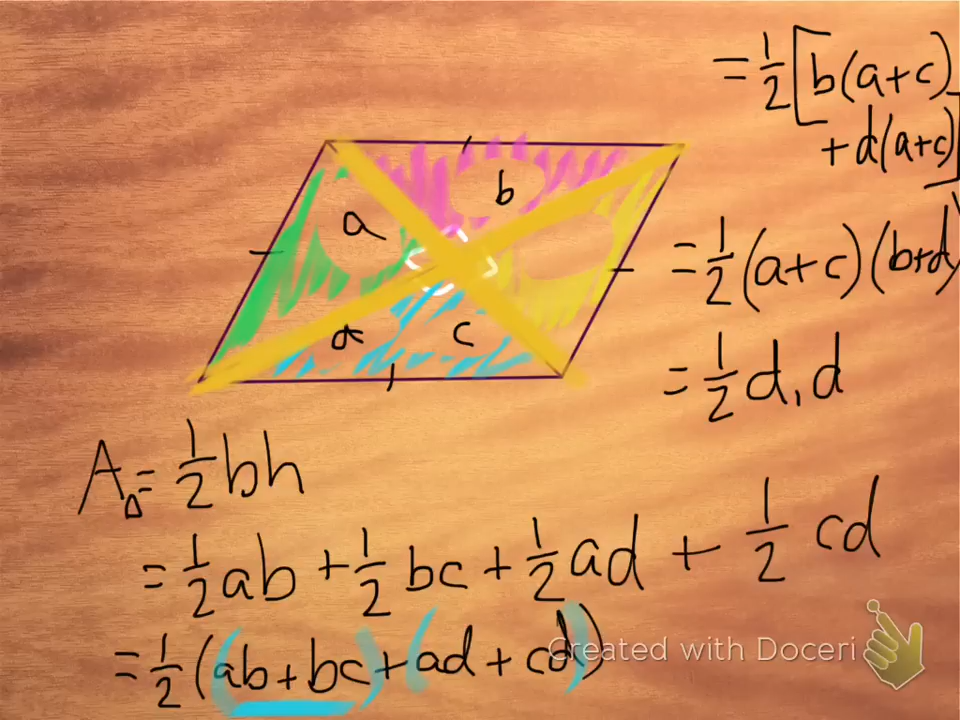 a
b
d
c
A△ = 1/2 bh
= 1/2 ab + 1/2 bc + 1/2 ad + 1/2 cd
= 1/2 (ab + bc) + (ad + cd))
= 1/2 [b(a+c)
+ d(a+c)]
= 1/2 (a+c)(b+d)
= 1/2 d, d
Created with Doceri